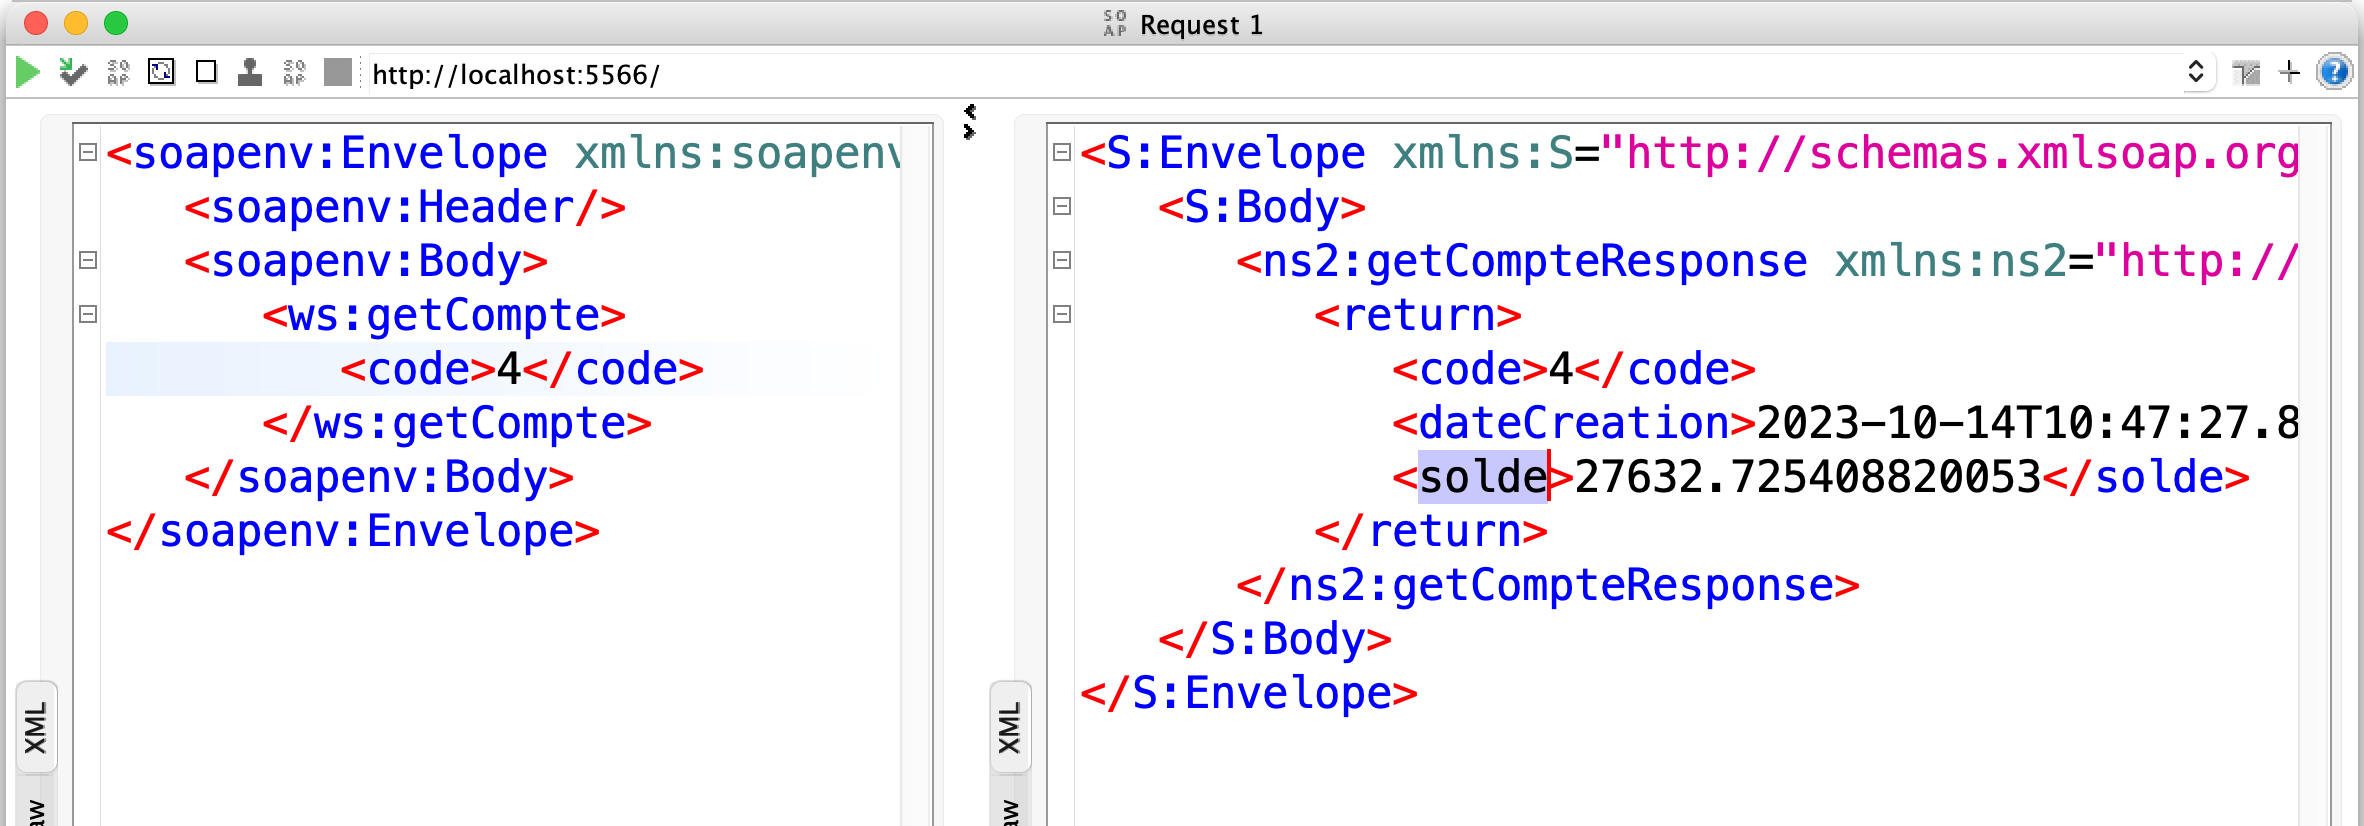 Request 1
http://localhost:5566/
<soapenv:Envelope xmlns:soapenv
<soapenv:Header/>
<soapenv:Body>
<ws:getCompte>
<code>4</code>
</ws:getCompte>
</soapenv:Body>
</soapenv:Envelope>
XML
<S:Envelope xmlns:S="http://schemas.xmlsoap.org
<S:Body>
<ns2:getCompteResponse xmlns:ns2="http://
<return>
<code>4</code>
<dateCreation>2023-10-14T10:47:27.8
<solde>27632.725408820053</solde>
</return>
</ns2:getCompteResponse>
</S:Body>
</S:Envelope>
XML